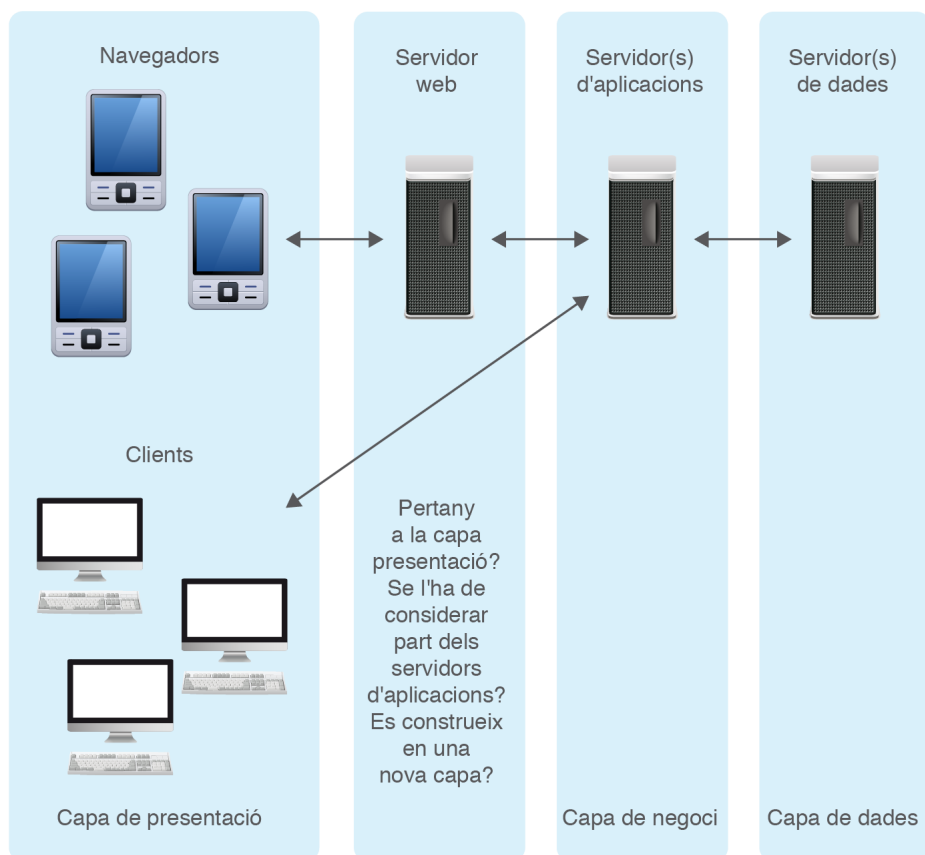 Navegadors
Clients
Capa de presentació
Servidor
web
Pertany
a la capa
presentació?
Se l'ha de
considerar
part dels
servidors
d'aplicacions?
Es construeix
en una
nova capa?
Servidor(s)
d'aplicacions
Capa de negoci
Servidor(s)
de dades
Capa de dades